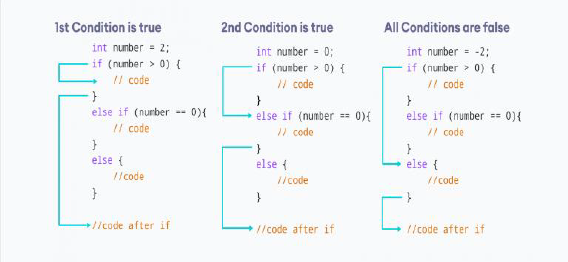 1st Condition is true
int number = 2;
if (number > 0) {
// code
}
else if (number == 0){
// code
}
else {
//code
}
//code after if
2nd Condition is true
int number = 0;
if (number > 0) {
// code
}
else if (number == 0){
// code
}
else {
//code
}
//code after if
All Conditions are false
int number = -2;
if (number > 0) {
// code
}
else if (number == 0){
// code
}
else {
//code
}
//code after if